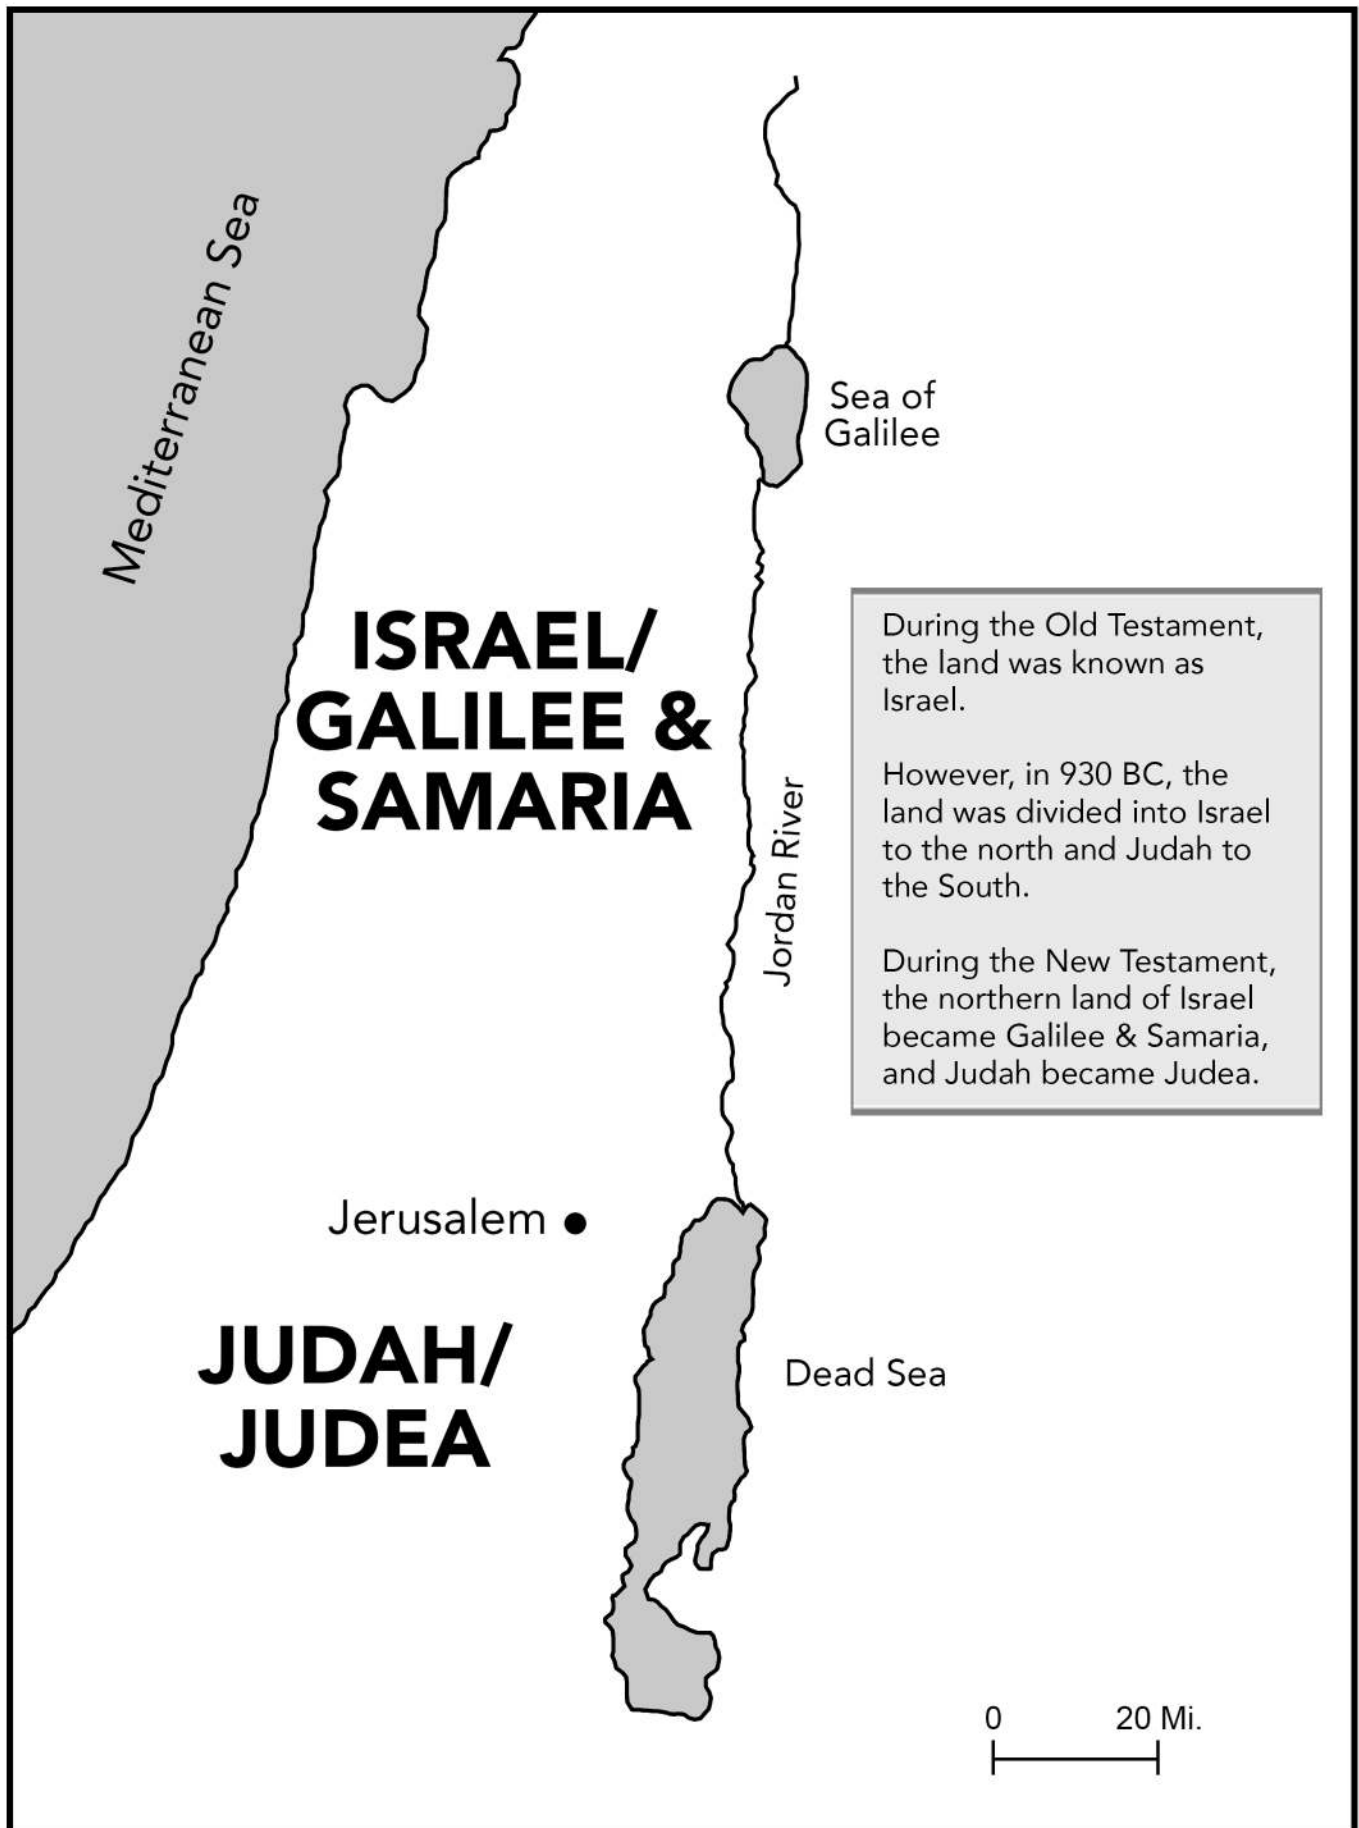 Mediterranean Sea
Sea of
Galilee
ISRAEL/
GALILEE &
SAMARIA
Jordan River
During the Old Testament,
the land was known as
Israel.
However, in 930 BC, the
land was divided into Israel
to the north and Judah to
the South.
During the New Testament,
the northern land of Israel
became Galilee & Samaria,
and Judah became Judea.
Jerusalem
JUDAH/
JUDEA
Dead Sea
0 20 Mi.